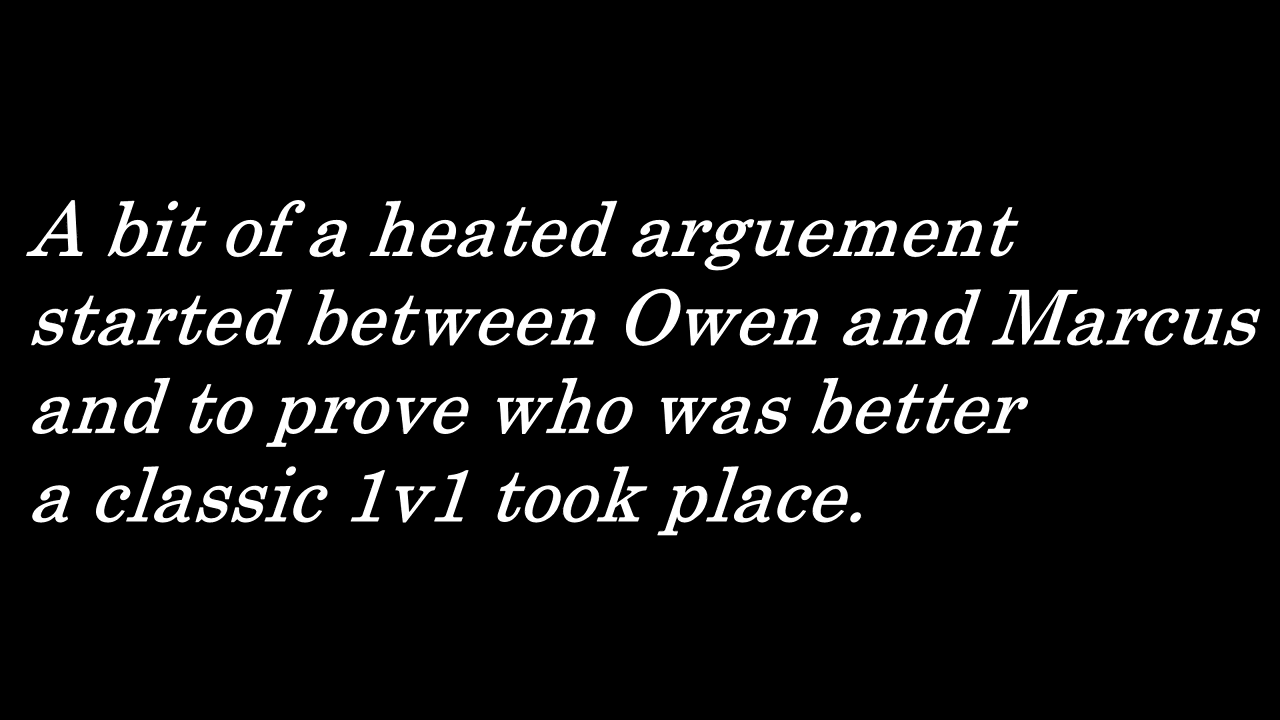 A bit of a heated arguement
started between Owen and Marcus
and to prove who was better
a classic 1v1 took place.